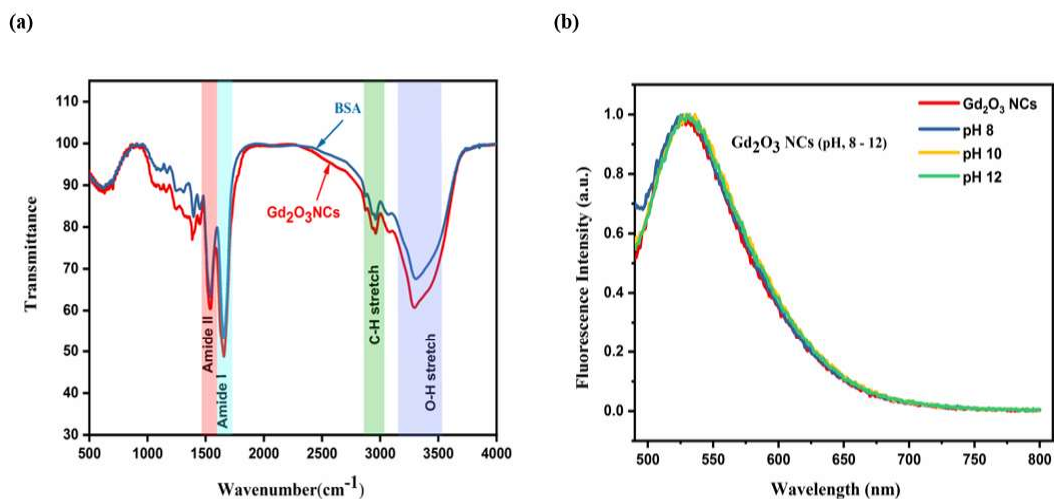 (a)
(b)
110
100
90
80
70
60
50
40
30
Transmittance
BSA
Gd2O3NCs
Amide II
Amide I
C-H stretch
O-H stretch
500
1000
1500
2000
2500
3000
3500
4000
Wavenumber(cm-1)
1.0
0.8
0.6
0.4
0.2
0.0
Fluorescence Intensity (a.u.)
Gd2O3 NCs (pH, 8 - 12)
Gd2O3 NCs
pH 8
pH 10
pH 12
500
550
600
650
700
750
800
Wavelength (nm)